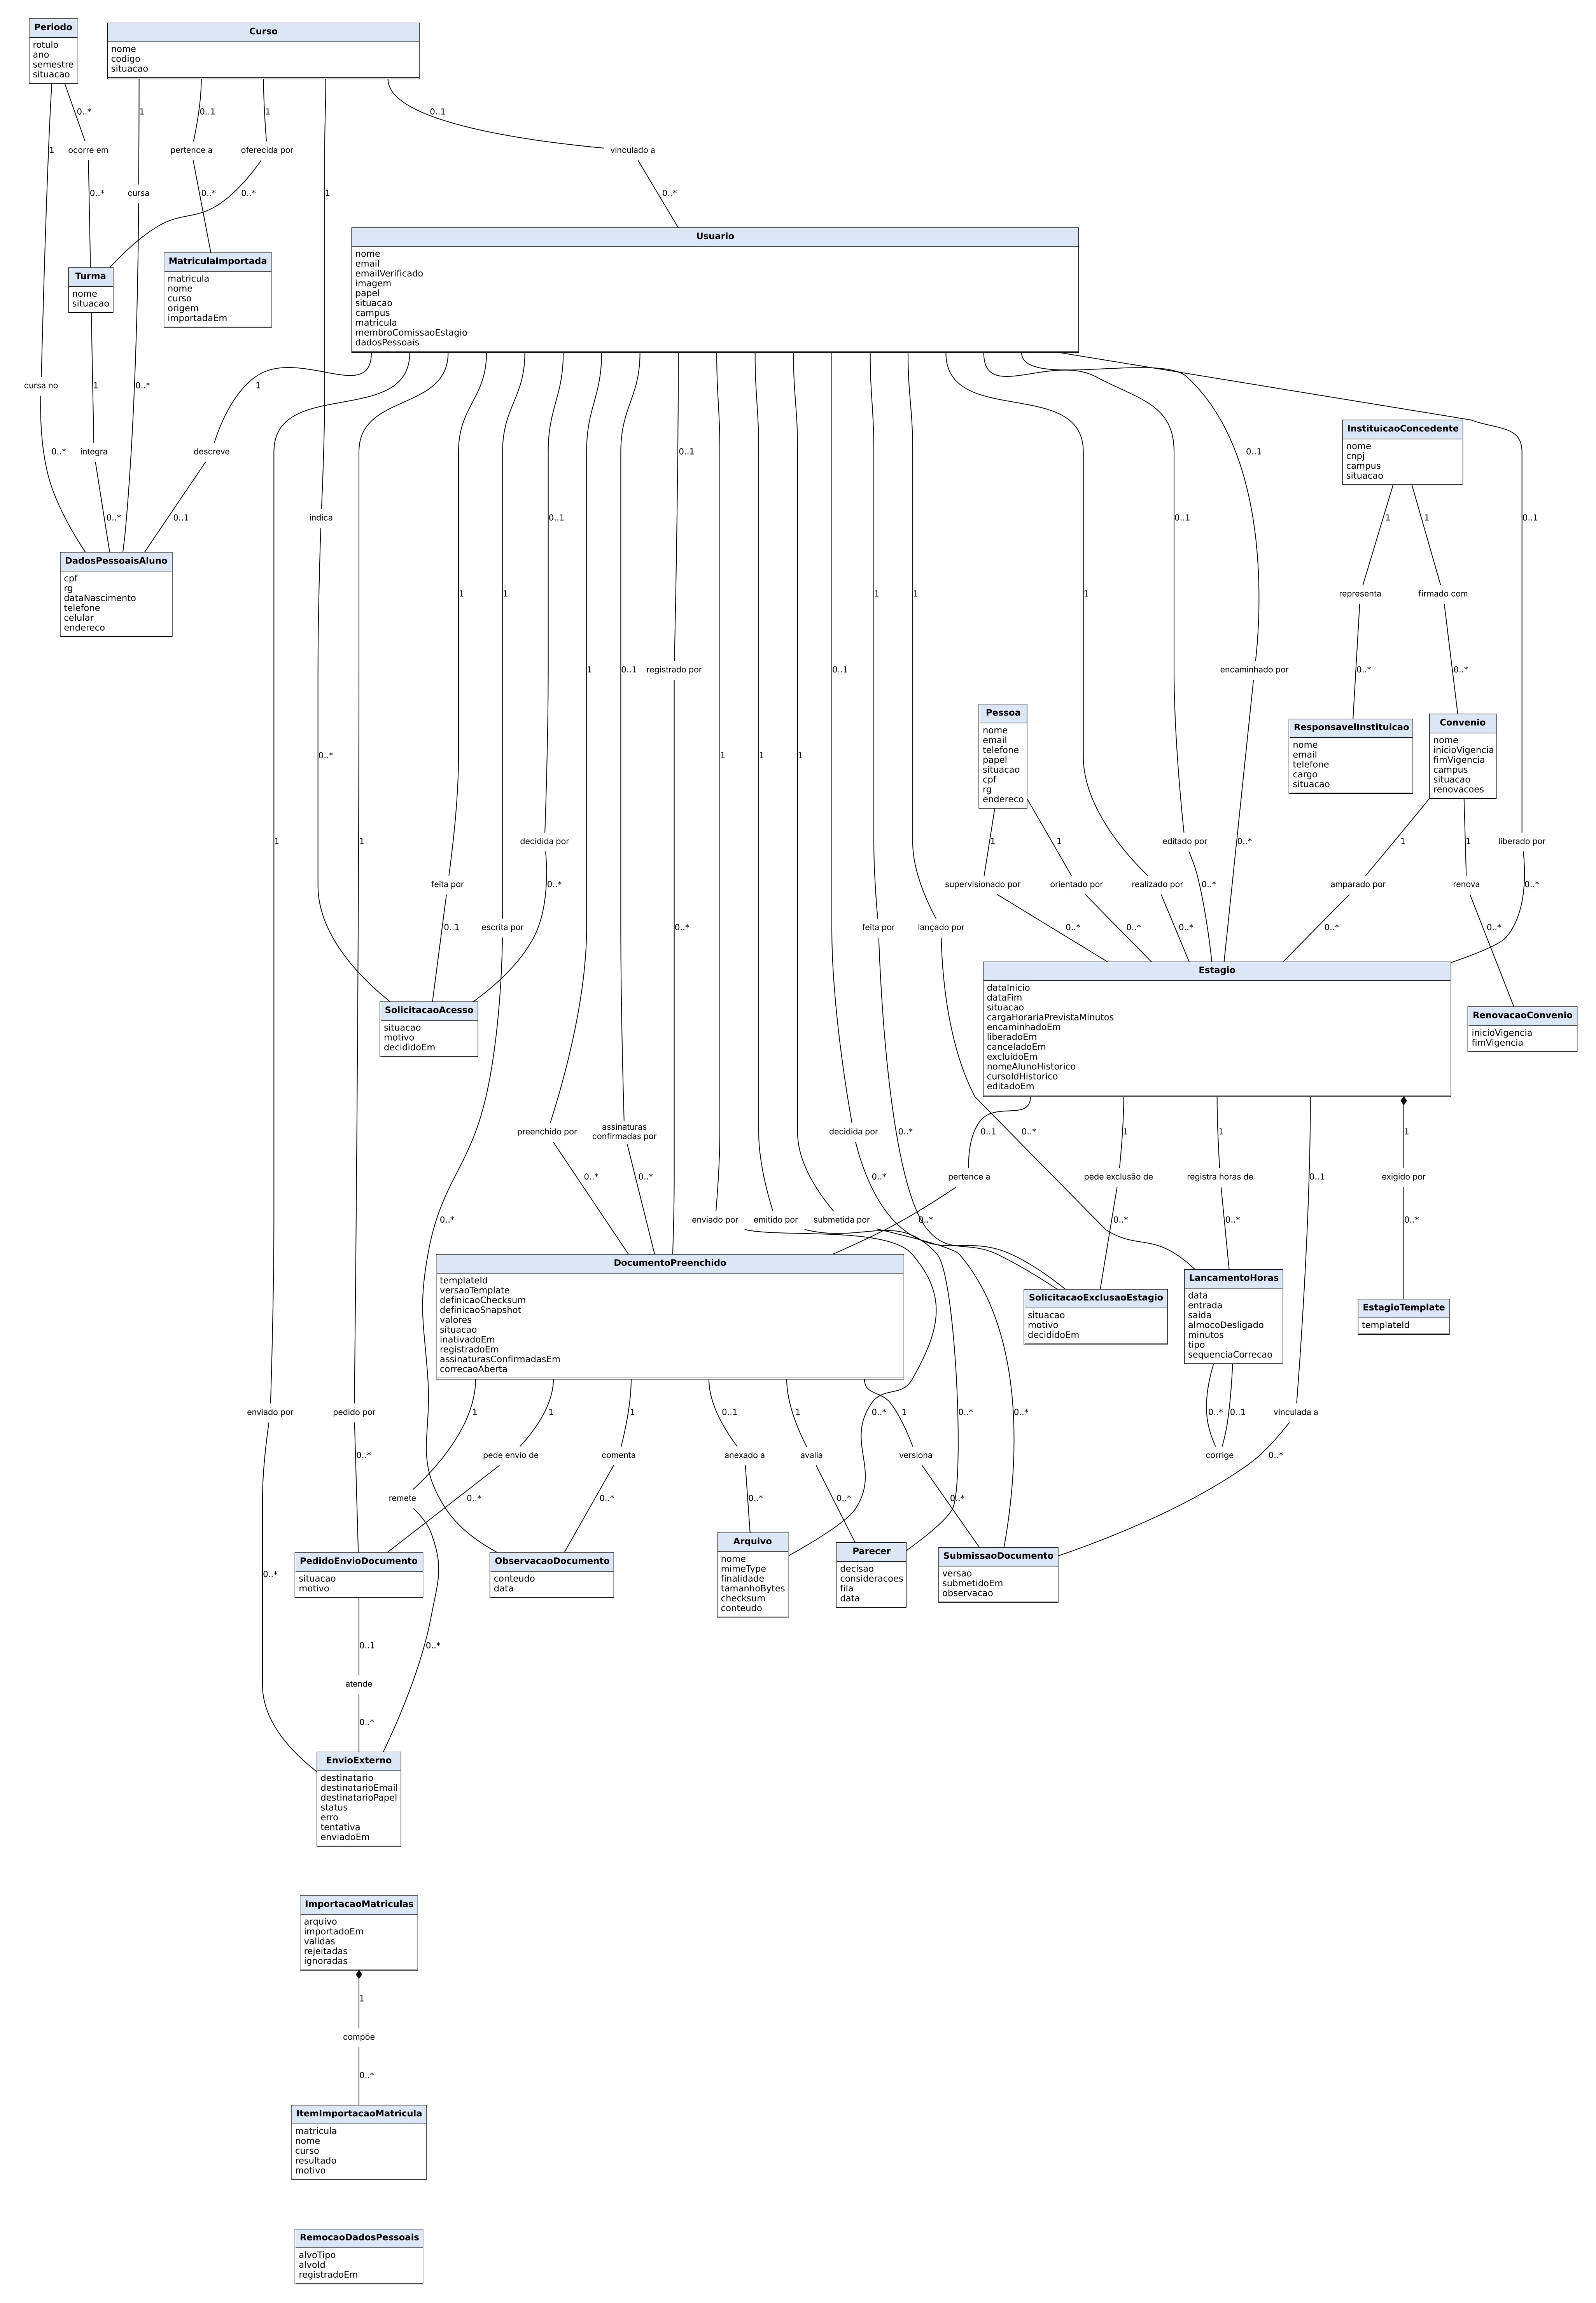 Periodo
rotulo
ano
semestre
situacao
Curso
nome
codigo
situacao
0..*
1
0..1
1
0..1
1
ocorre em
pertence a
oferecida por
vinculado a
0..*
cursa
0..*
0..*
1
0..*
Usuario
nome
email
emailVerificado
imagem
papel
situacao
campus
matricula
membroComissaoEstagio
dadosPessoais
MatriculaImportada
matricula
nome
curso
origem
importadaEm
Turma
nome
situacao
cursa no
1
0..*
1
0..*
integra
descreve
0..1
0..1
InstituicaoConcedente
nome
cnpj
campus
situacao
0..*
0..1
indica
0..1
0..1
1
1
0..1
DadosPessoaisAluno
cpf
rg
dataNascimento
telefone
celular
endereco
1
1
1
1
1
representa
firmado com
1
0..1
registrado por
0..1
encaminhado por
0..*
0..*
Pessoa
nome
email
telefone
papel
situacao
cpf
rg
endereco
ResponsavelInstituicao
nome
email
telefone
cargo
situacao
Convenio
nome
inicioVigencia
fimVigencia
campus
situacao
renovacoes
0..*
1
1
1
1
1
decidida por
1
1
editado por
0..*
1
1
liberado por
feita por
0..*
supervisionado por
orientado por
realizado por
0..*
amparado por
renova
0..*
0..1
escrita por
0..*
feita por
lançado por
0..*
0..*
0..*
0..*
0..*
Estagio
dataInicio
dataFim
situacao
cargaHorariaPrevistaMinutos
encaminhadoEm
liberadoEm
canceladoEm
excluidoEm
nomeAlunoHistorico
cursoIdHistorico
editadoEm
SolicitacaoAcesso
situacao
motivo
decididoEm
RenovacaoConvenio
inicioVigencia
fimVigencia
preenchido por
assinaturas
confirmadas por
decidida por
0..*
0..1
0..*
1
1
1
0..*
0..*
0..*
pertence a
pede exclusão de
registra horas de
0..1
exigido por
0..*
enviado por
emitido por
submetida por
0..*
0..*
0..*
0..*
DocumentoPreenchido
templateId
versaoTemplate
definicaoChecksum
definicaoSnapshot
valores
situacao
inativadoEm
registradoEm
assinaturasConfirmadasEm
correcaoAberta
SolicitacaoExclusaoEstagio
situacao
motivo
decididoEm
LancamentoHoras
data
entrada
saida
almocoDesligado
minutos
tipo
sequenciaCorrecao
EstagioTemplate
templateId
enviado por
pedido por
1
1
1
0..1
1
0..*
1
0..*
0..*
0..*
0..1
vinculada a
0..*
pede envio de
comenta
anexado a
avalia
versiona
corrige
0..*
remete
0..*
0..*
0..*
0..*
0..*
PedidoEnvioDocumento
situacao
motivo
ObservacaoDocumento
conteudo
data
Arquivo
nome
mimeType
finalidade
tamanhoBytes
checksum
conteudo
Parecer
decisao
consideracoes
fila
data
SubmissaoDocumento
versao
submetidoEm
observacao
0..*
0..1
0..*
atende
0..*
EnvioExterno
destinatario
destinatarioEmail
destinatarioPapel
status
erro
tentativa
enviadoEm
ImportacaoMatriculas
arquivo
importadoEm
validas
rejeitadas
ignoradas
1
compõe
0..*
ItemImportacaoMatricula
matricula
nome
curso
resultado
motivo
RemocaoDadosPessoais
alvoTipo
alvoId
registradoEm